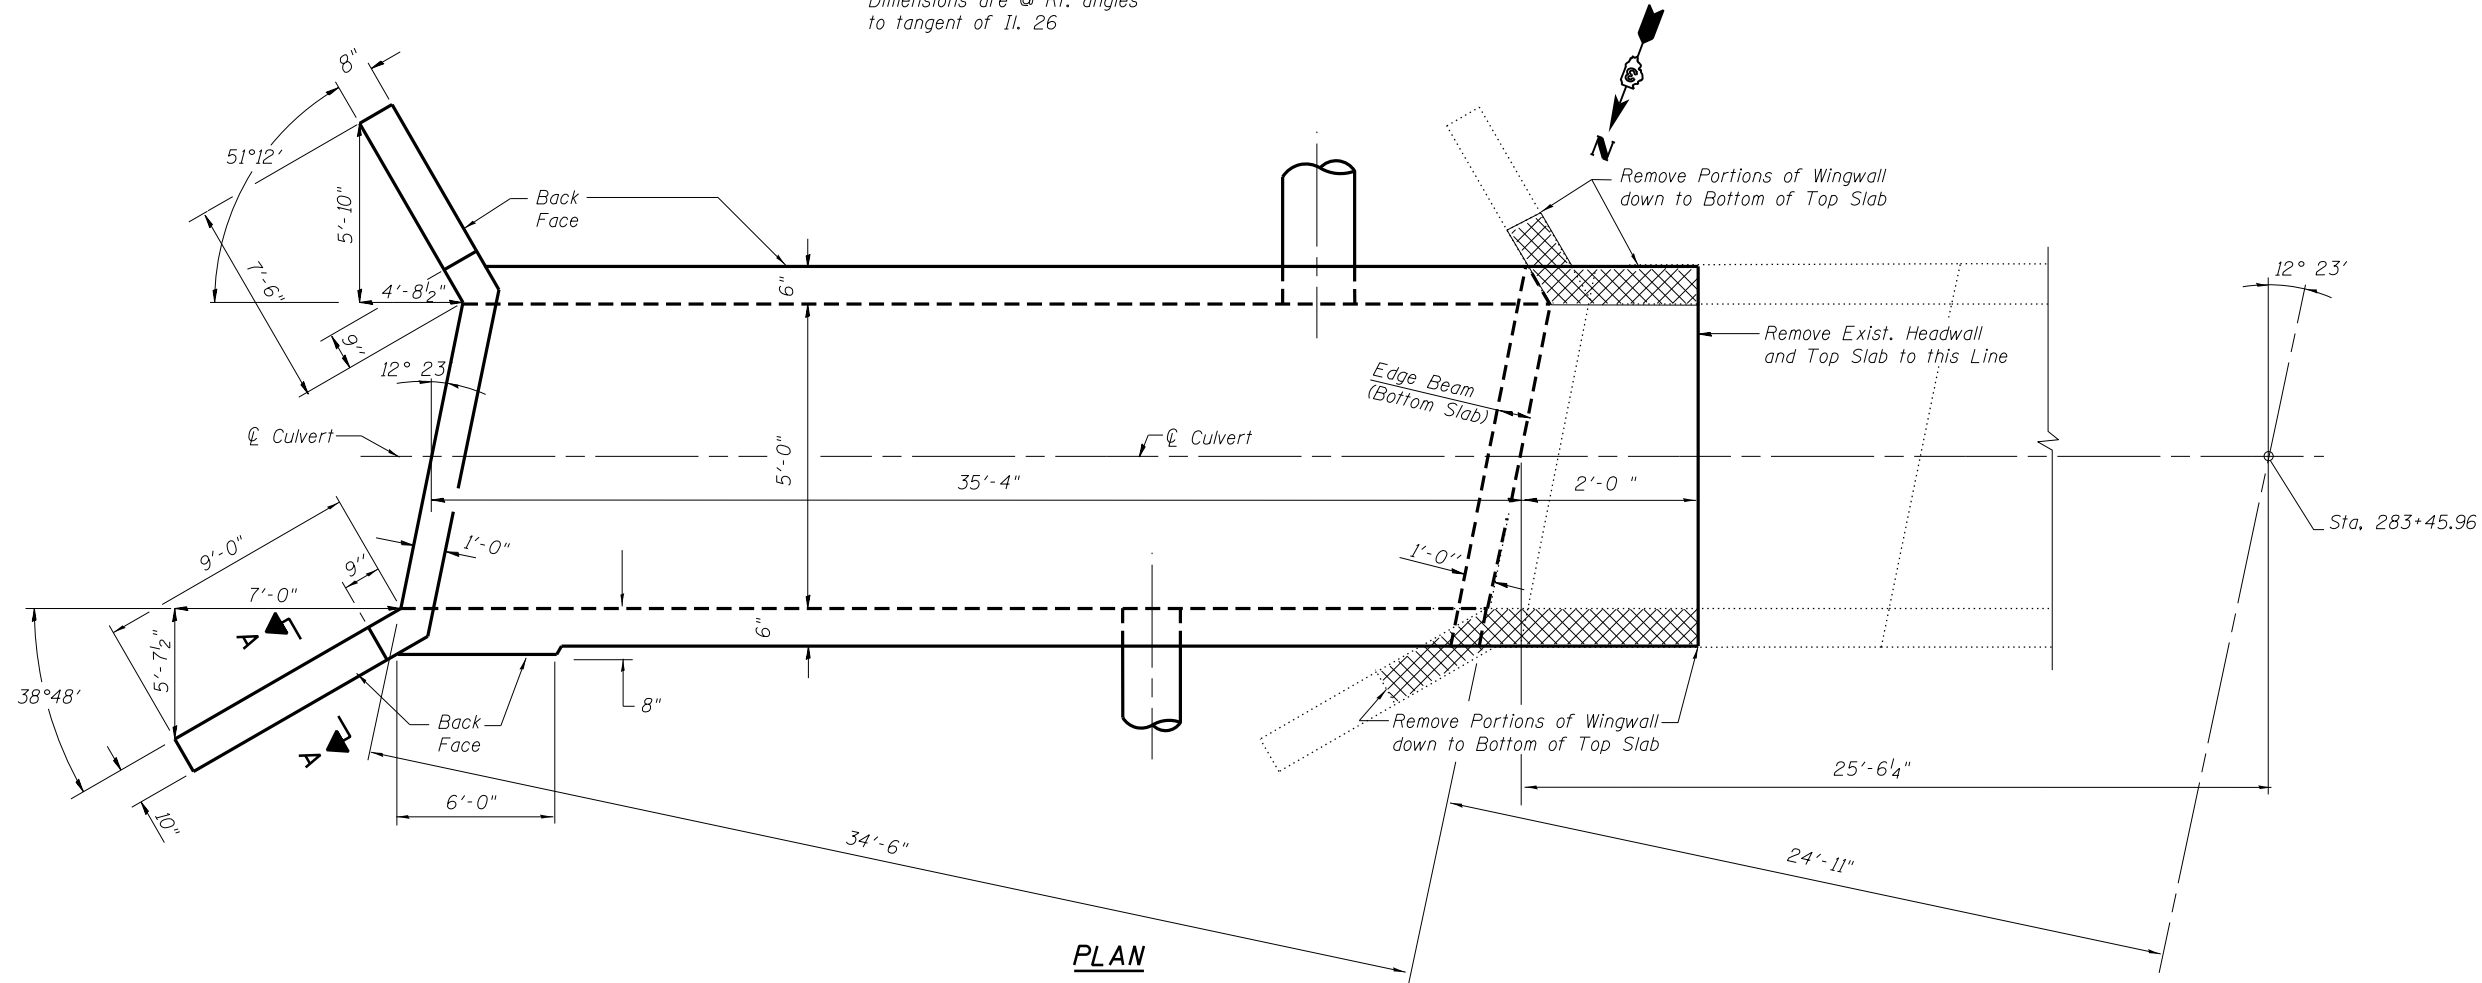 Dimensions are @ Rt. angles
to tangent of Il. 26
8"
51°12'
5'-10"
7'-6"
4'-8½"
9"
12° 23
Back
Face
6"
Remove Portions of Wingwall
down to Bottom of Top Slab
N
3
12° 23'
Remove Exist. Headwall
and Top Slab to this Line
Edge Beam
(Bottom Slab)
℄ Culvert
℄ Culvert
5'-0"
35'-4"
2'-0 "
Sta. 283+45.96
9'-0"
9"
1'-0"
1'-0"
7'-0"
A
5'-7½"
6"
38°48'
8"
A
Back
Face
Remove Portions of Wingwall
down to Bottom of Top Slab
10"
6'-0"
34'-6"
25'-6¼"
24'-11"
PLAN